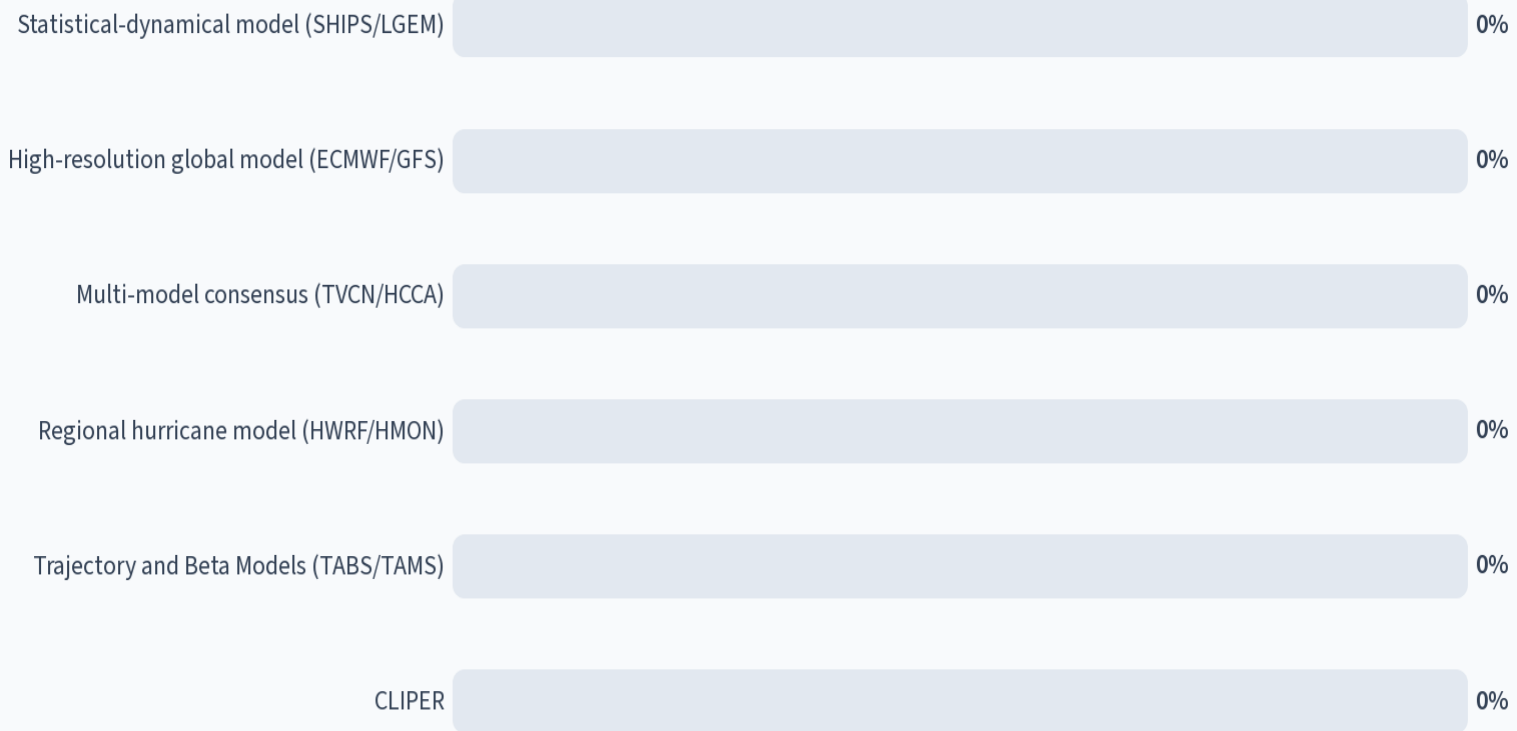 Statistical-dynamical model (SHIPS/LGEM) 0%
High-resolution global model (ECMWF/GFS) 0%
Multi-model consensus (TVCN/HCCA) 0%
Regional hurricane model (HWRF/HMON) 0%
Trajectory and Beta Models (TABS/TAMS) 0%
CLIPER 0%